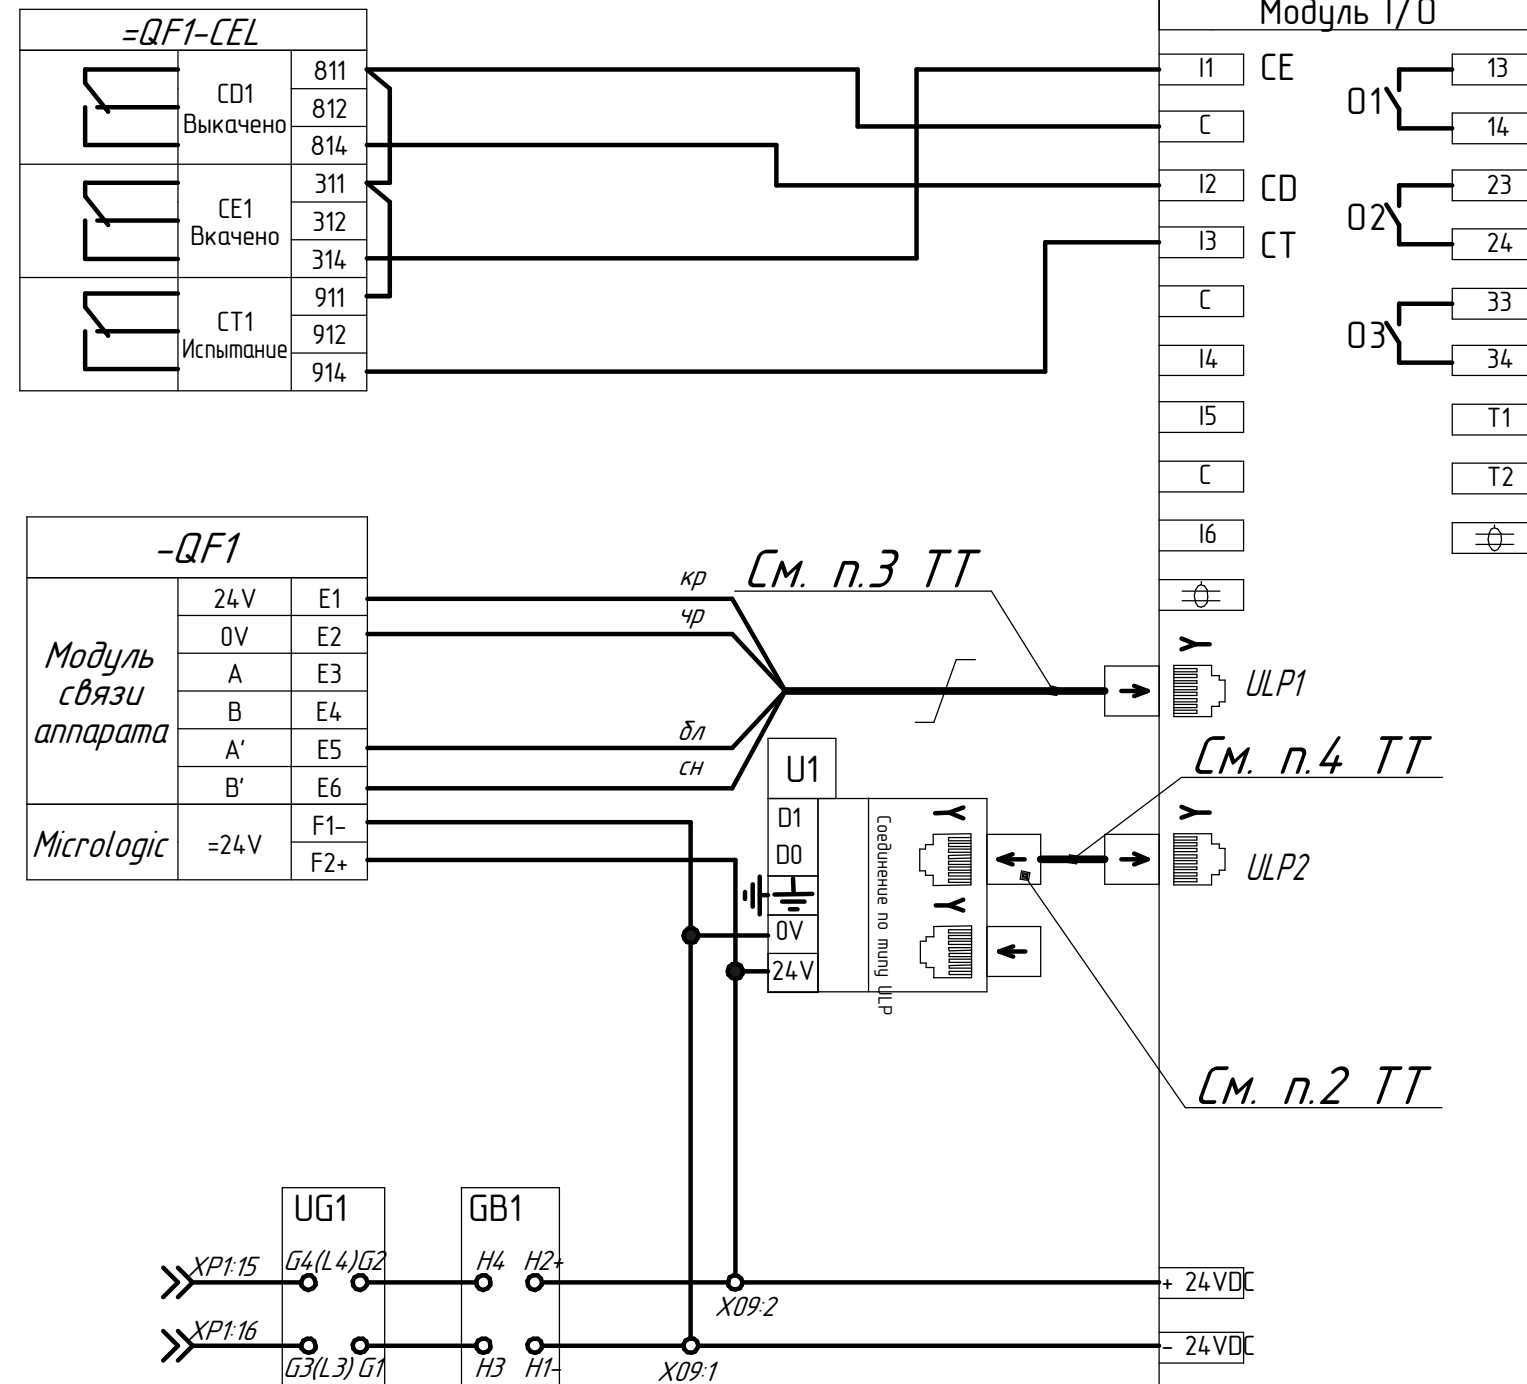 =QF1-CEL
CD1
Выкачено
811
812
814
CE1
Вкачено
311
312
314
CT1
Испытание
911
912
914
Модуль I/O
I1 CE
C
I2 CD
I3 CT
C
I4
I5
C
I6
O1
13
14
O2
23
24
O3
33
34
T1
T2
-QF1
Модуль
связи
аппарата
24V E1
0V E2
A E3
B E4
A' E5
B' E6
Micrologic
=24V
F1-
F2+
кр
чр
бл
сн
См. п.3 ТТ
ULP1
См. п.4 ТТ
ULP2
U1
D1
D0
0V
24V
Соединение по типу ULP
См. п.2 ТТ
UG1
GB1
XP1:15
G4(L4) G2
H4 H2+
X09:2
+ 24VDC
XP1:16
G3(L3) G1
H3 H1-
X09:1
- 24VDC